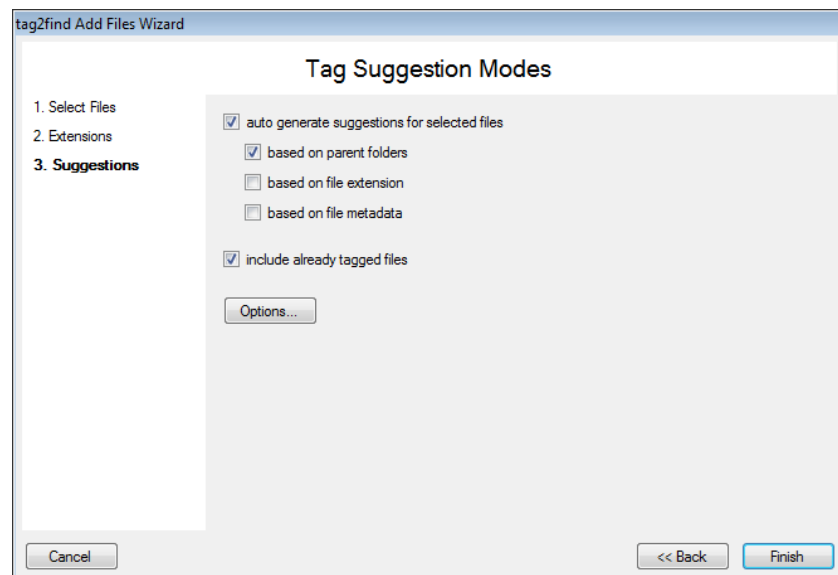 tag2find Add Files Wizard
Tag Suggestion Modes
1. Select Files
2. Extensions
3. Suggestions
auto generate suggestions for selected files
based on parent folders
based on file extension
based on file metadata
include already tagged files
Options...
Cancel
<< Back
Finish